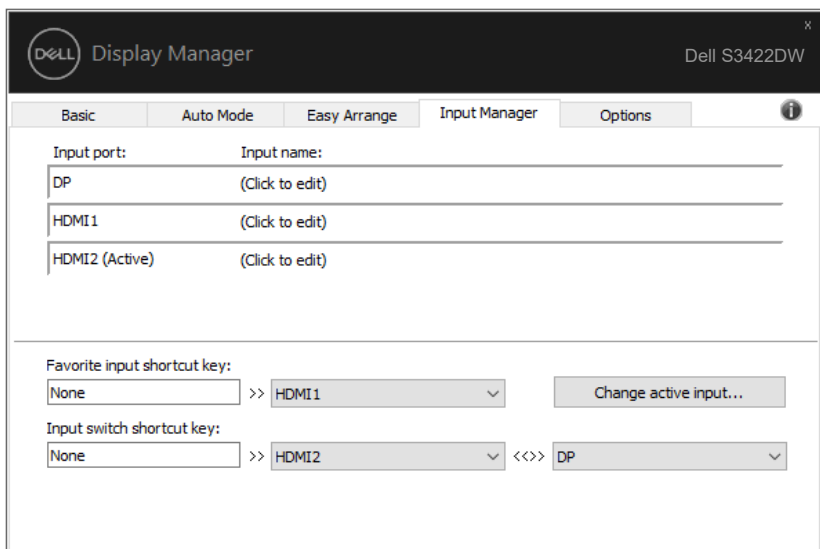 x
DELL Display Manager Dell S3422DW
Basic Auto Mode Easy Arrange Input Manager Options i
Input port: Input name:
DP (Click to edit)
HDMI1 (Click to edit)
HDMI2 (Active) (Click to edit)
Favorite input shortcut key:
None >> HDMI1 Change active input...
Input switch shortcut key:
None >> HDMI2 <<>> DP